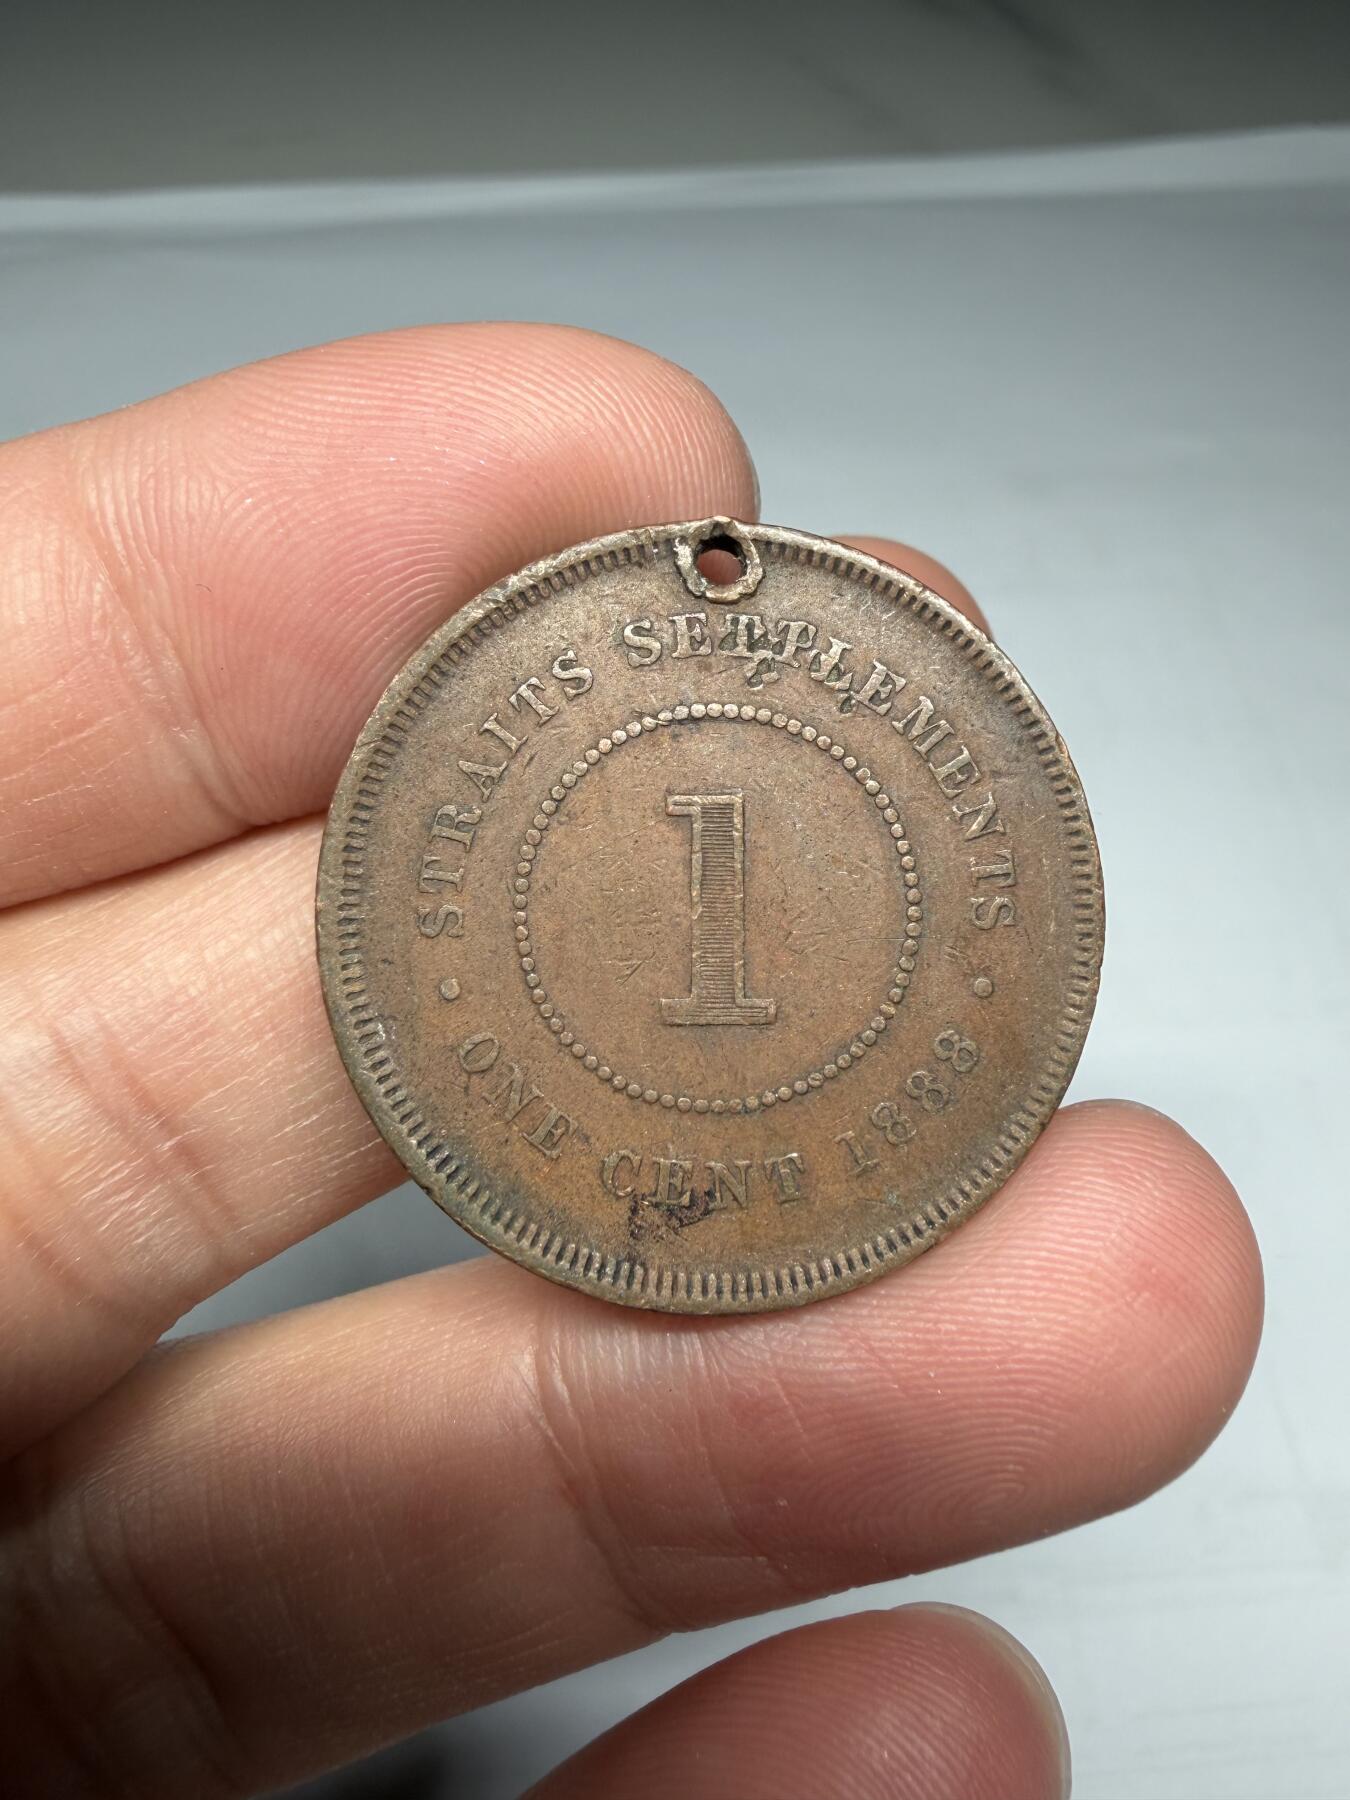 STRAITS SETTLEMENTS
1
• ONE CENT 1888 •